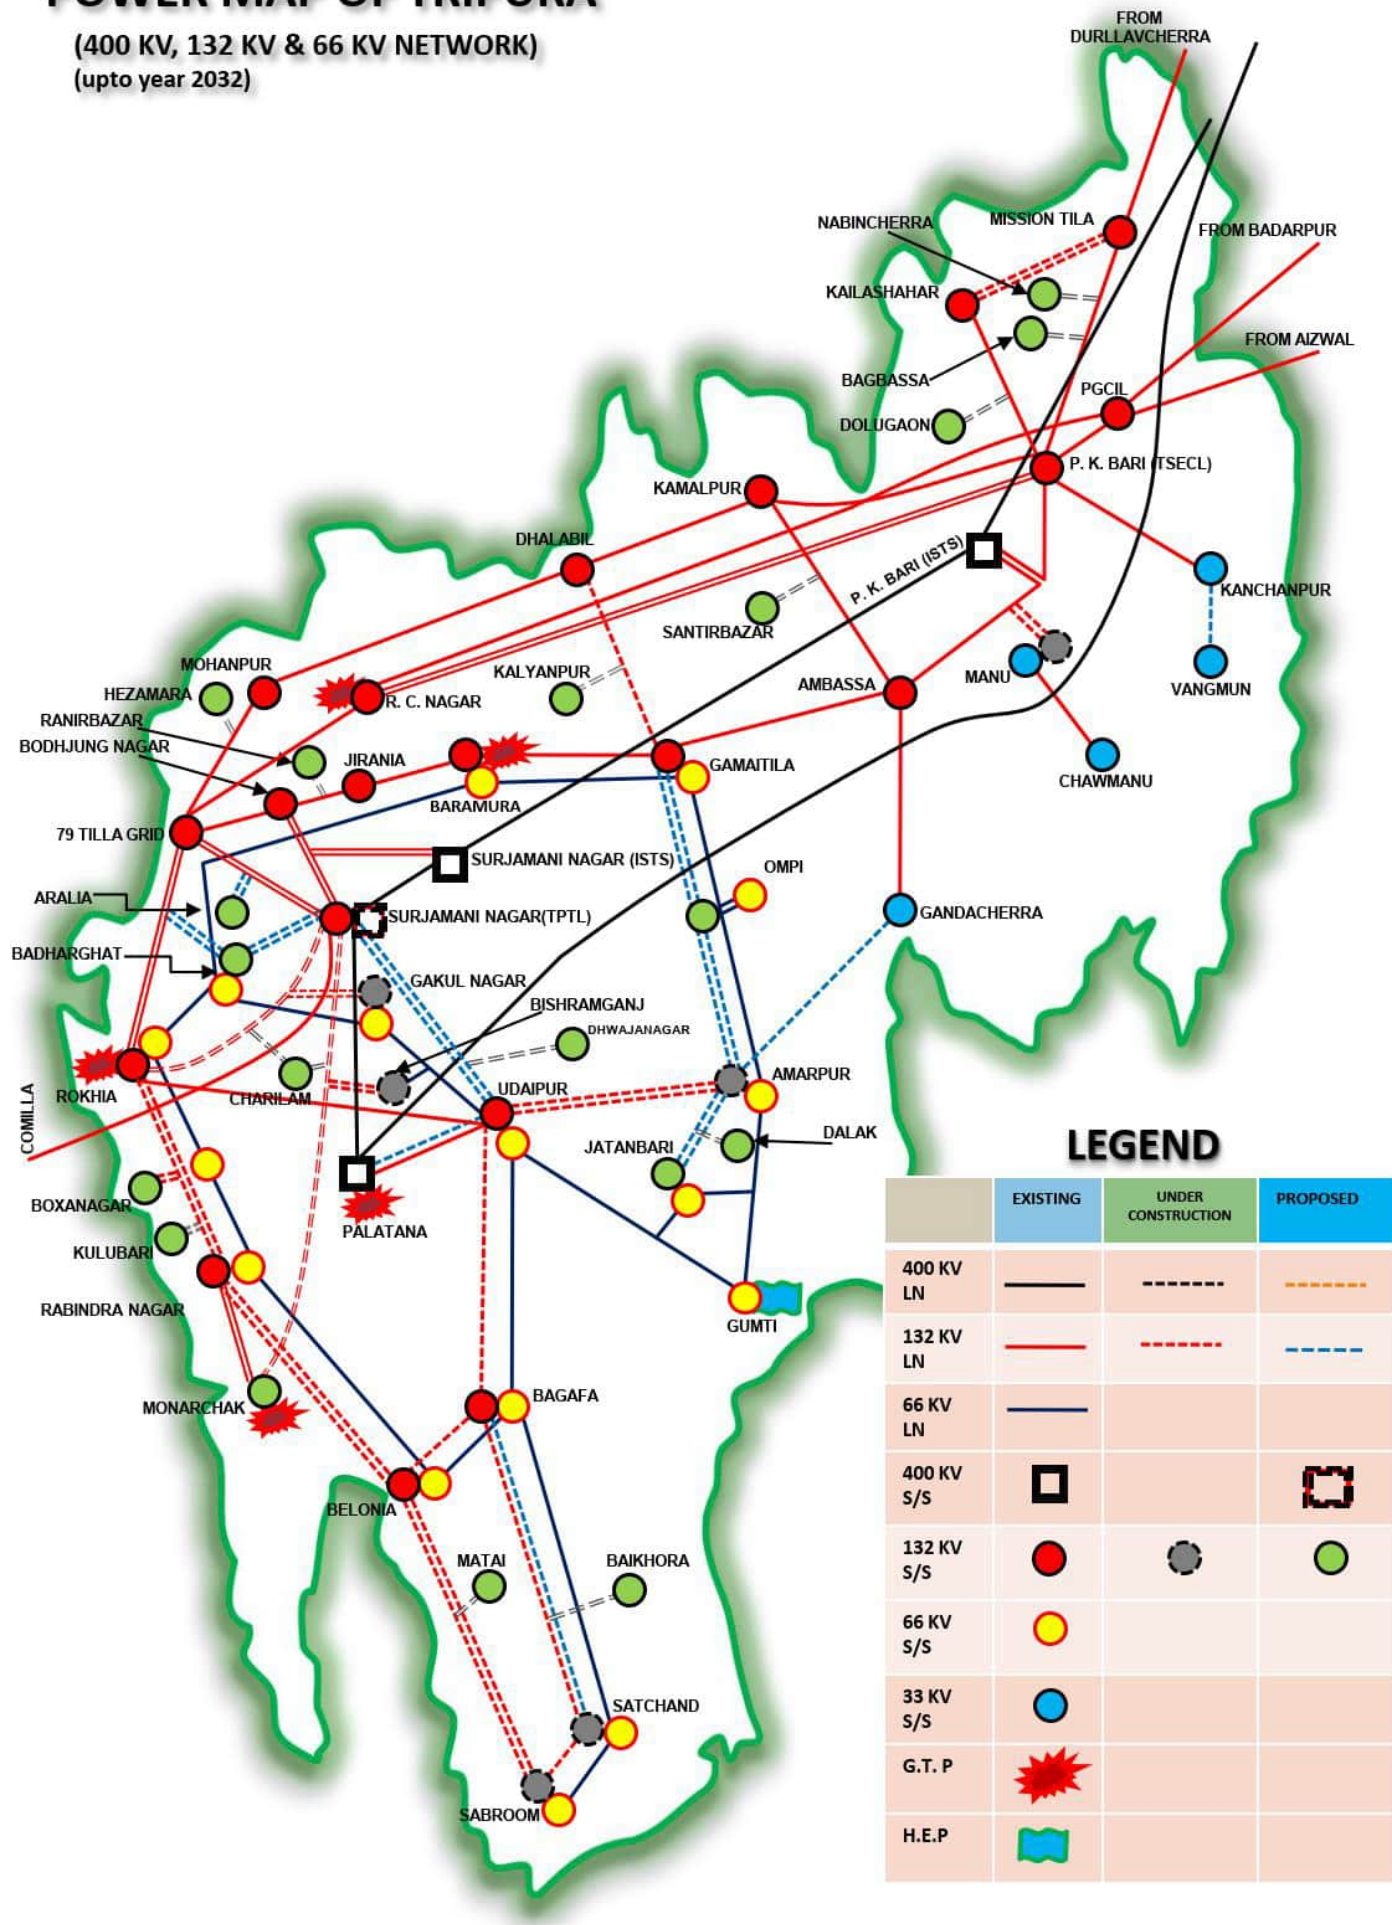 POWER MAP OF TRIPURA
(400 KV, 132 KV & 66 KV NETWORK)
(upto year 2032)
FROM
DURLLAVCHERRA
NABINCHERRA
MISSION TILA
FROM BADARPUR
KAILASHAHAR
FROM AIZWAL
BAGBASSA
PGCIL
DOLUGAON
P. K. BARI (TSECL)
KAMALPUR
DHALABIL
P. K. BARI (ISTS)
KANCHANPUR
SANTIRBAZAR
MOHANPUR
KALYANPUR
HEZAMARA
R. C. NAGAR
AMBASSA
MANU
VANGMUN
RANIRBAZAR
BODHJUNG NAGAR
JIRANIA
GAMAITILA
CHAWMANU
BARAMURA
79 TILLA GRID
SURJAMANI NAGAR (ISTS)
OMPI
ARALIA
SURJAMANI NAGAR(TPTL)
GANDACHERRA
BADHARGHAT
GAKUL NAGAR
BISHRAMGANJ
DHWAJANAGAR
AMARPUR
UDAIPUR
ROKHIA
CHARILAM
COMILLA
DALAK
JATANBARI
BOXANAGAR
PALATANA
KULUBARI
RABINDRA NAGAR
GUMTI
MONARCHAK
BAGAFA
BELONIA
MATAI
BAIKHORA
SATCHAND
SABROOM
LEGEND
EXISTING
UNDER
CONSTRUCTION
PROPOSED
400 KV
LN
132 KV
LN
66 KV
LN
400 KV
S/S
132 KV
S/S
66 KV
S/S
33 KV
S/S
G.T. P
H.E.P